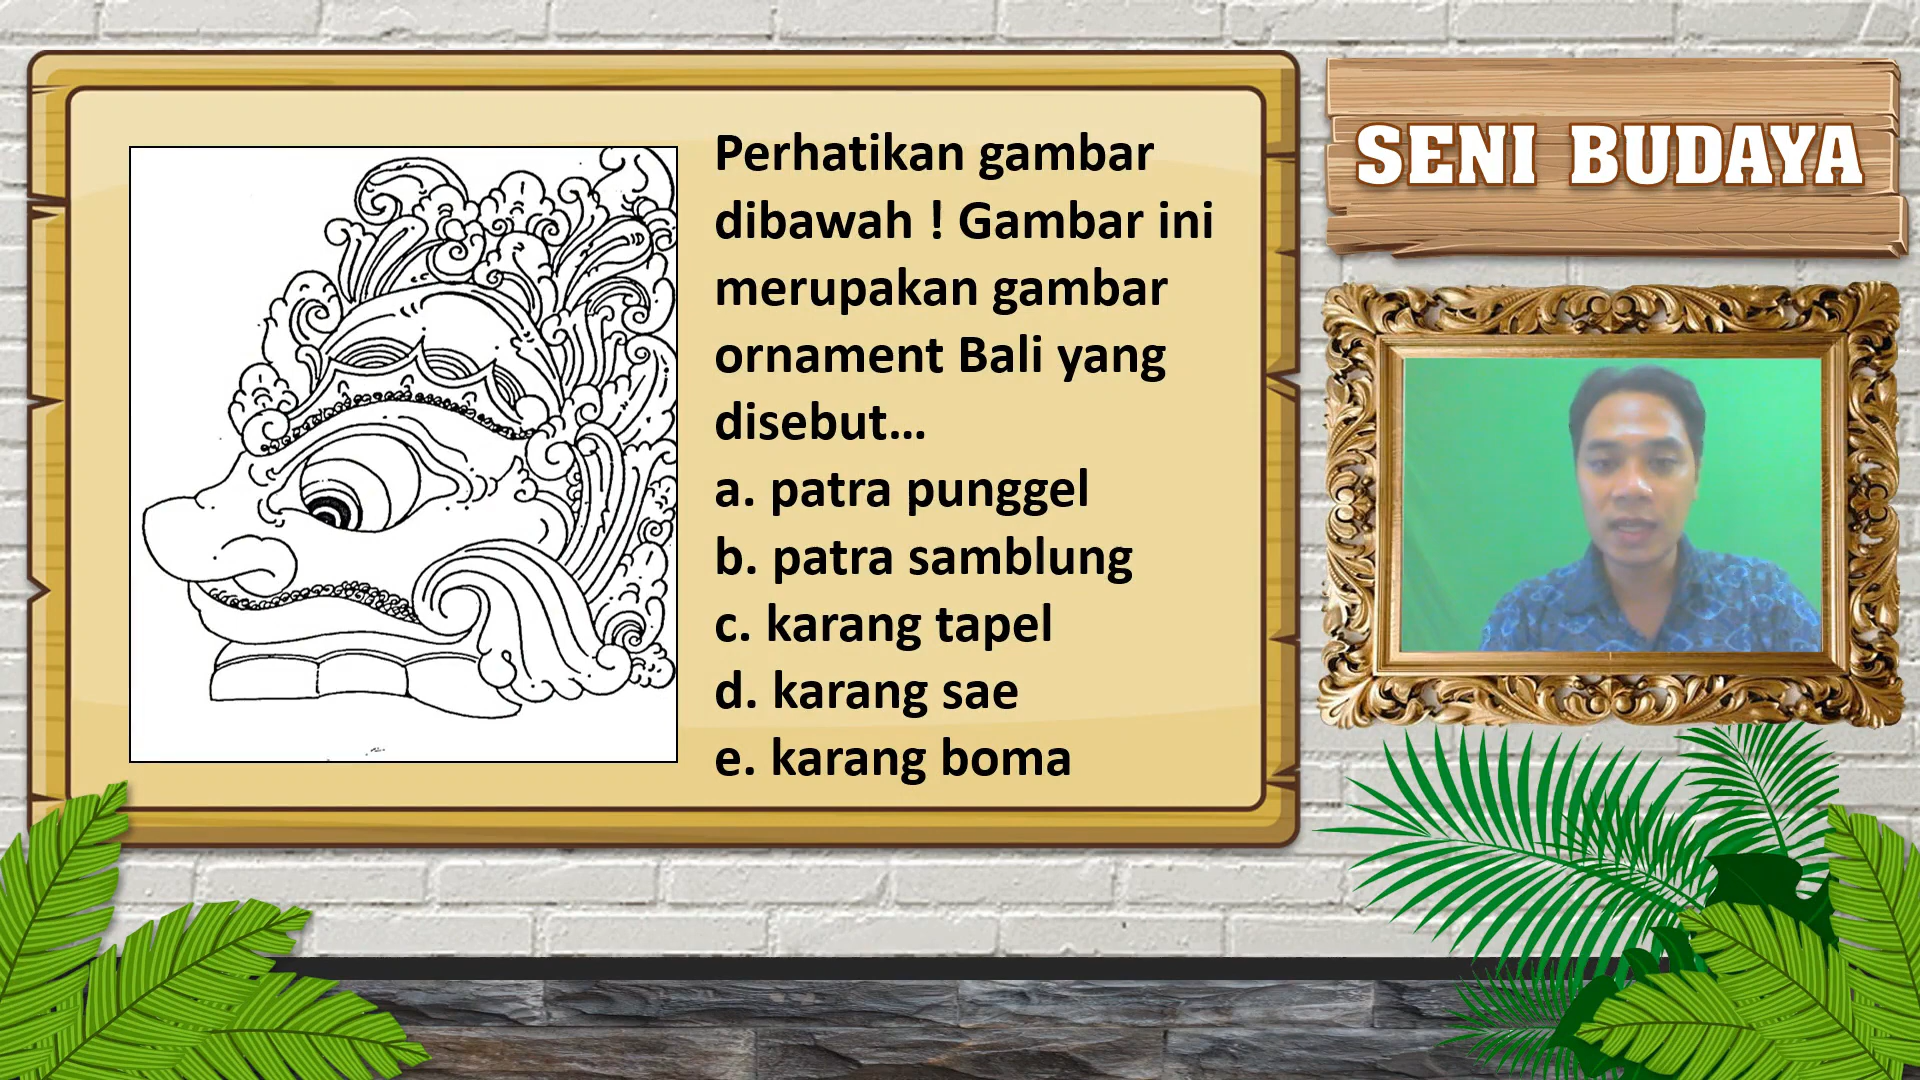 Perhatikan gambar
dibawah ! Gambar ini
merupakan gambar
ornament Bali yang
disebut...
a. patra punggel
b. patra samblung
c. karang tapel
d. karang sae
e. karang boma
SENI BUDAYA